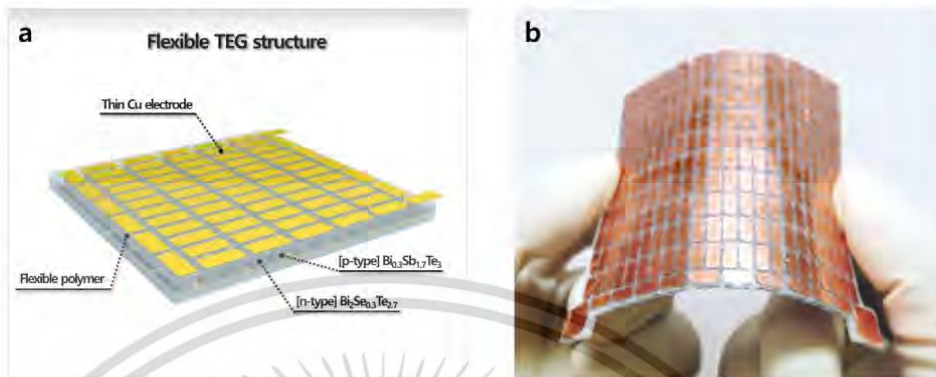 a
Flexible TEG structure
Thin Cu electrode
Flexible polymer
[p-type] Bi0.3Sb1.7Te3
[n-type] Bi2Se0.3Te2.7
b